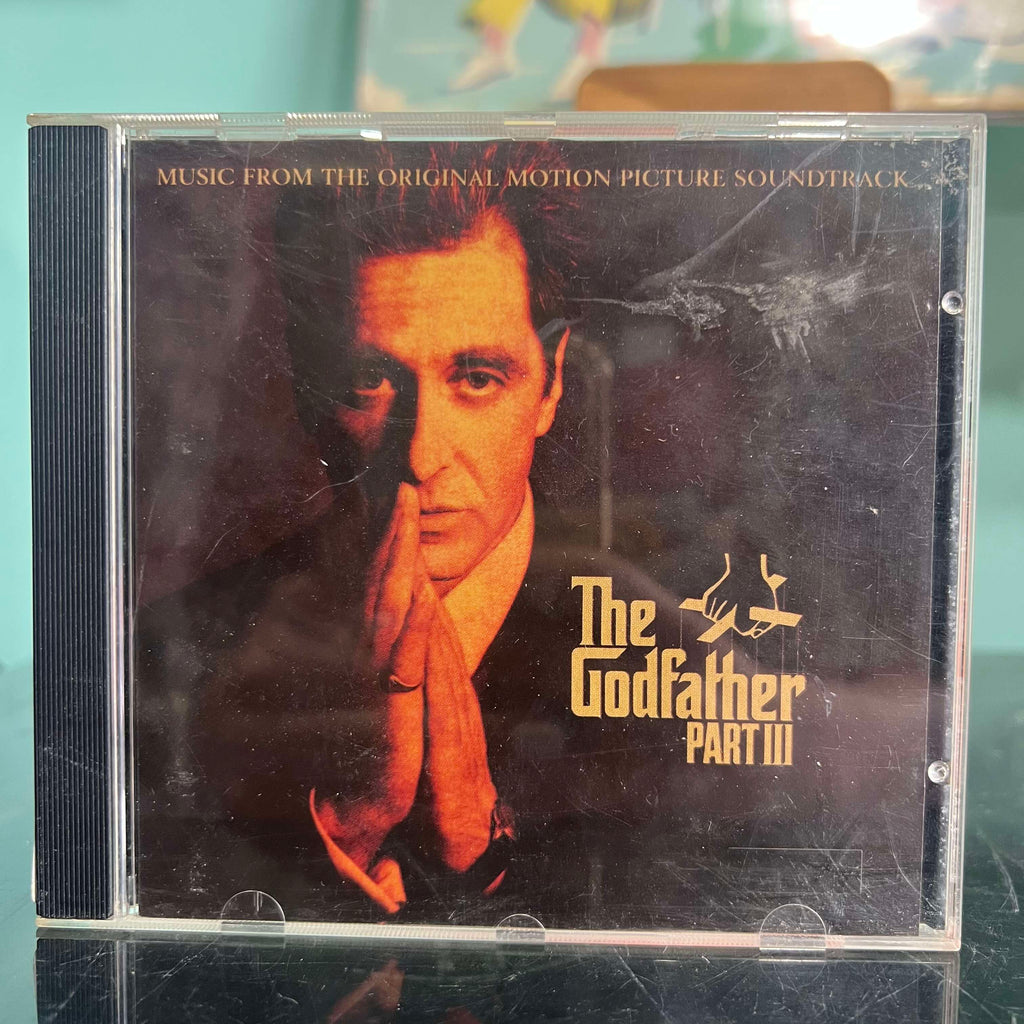 MUSIC FROM THE ORIGINAL MOTION PICTURE SOUNDTRACK
The
Godfather
PART III